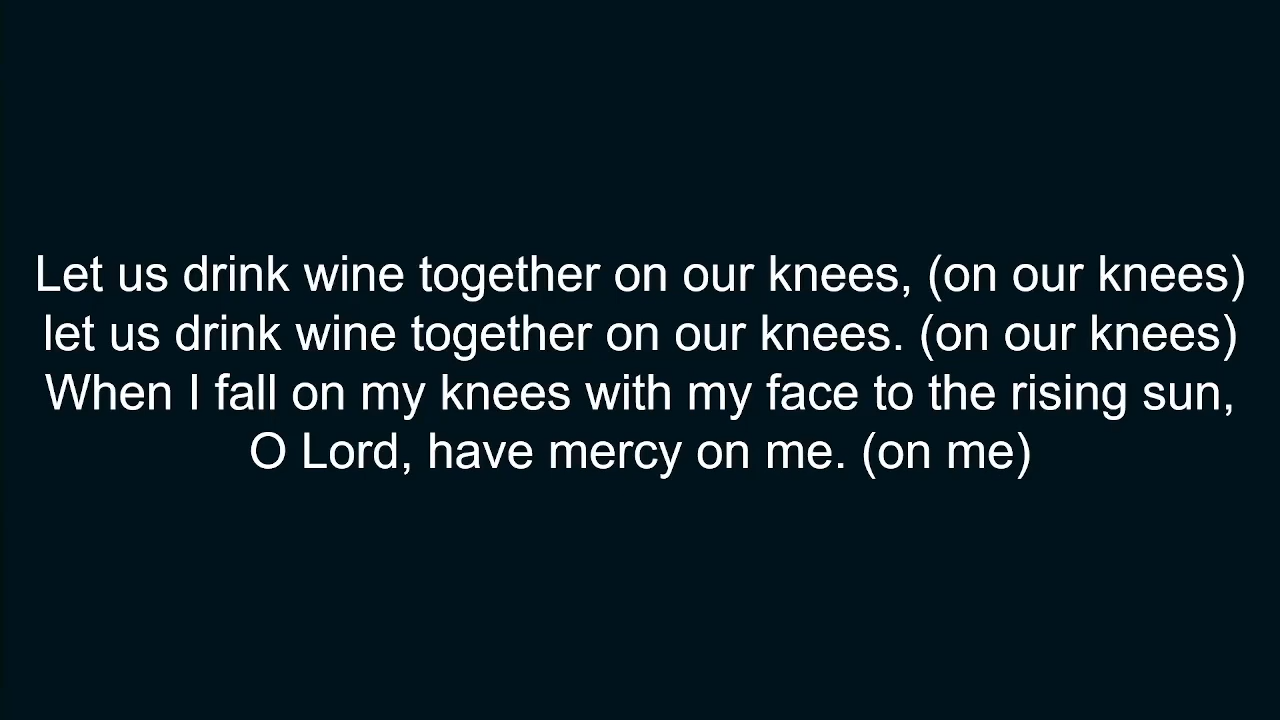 Let us drink wine together on our knees, (on our knees)
let us drink wine together on our knees. (on our knees)
When I fall on my knees with my face to the rising sun,
O Lord, have mercy on me. (on me)